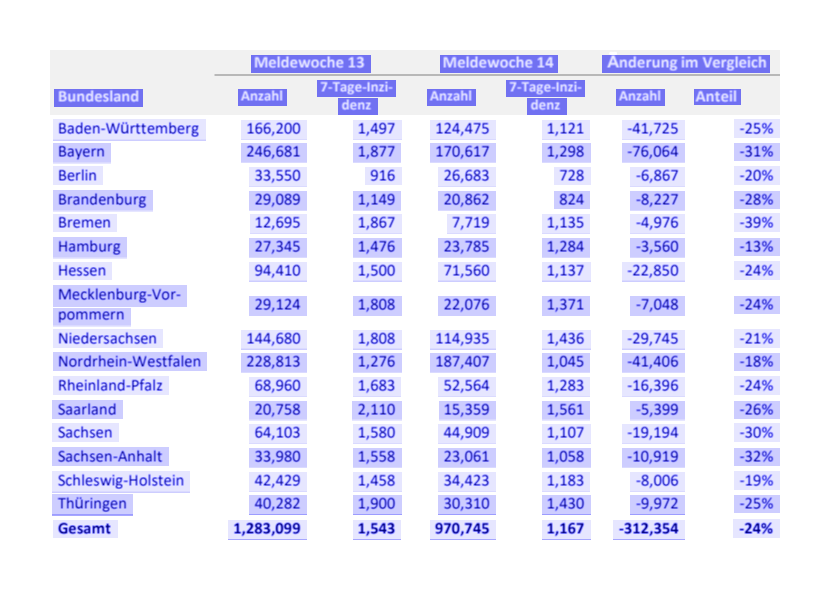 Meldewoche 13 Meldewoche 14 Änderung im Vergleich
Bundesland Anzahl 7-Tage-Inzi-
denz Anzahl 7-Tage-Inzi-
denz Anzahl Anteil
Baden-Württemberg 166,200 1,497 124,475 1,121 -41,725 -25%
Bayern 246,681 1,877 170,617 1,298 -76,064 -31%
Berlin 33,550 916 26,683 728 -6,867 -20%
Brandenburg 29,089 1,149 20,862 824 -8,227 -28%
Bremen 12,695 1,867 7,719 1,135 -4,976 -39%
Hamburg 27,345 1,476 23,785 1,284 -3,560 -13%
Hessen 94,410 1,500 71,560 1,137 -22,850 -24%
Mecklenburg-Vor-
pommern 29,124 1,808 22,076 1,371 -7,048 -24%
Niedersachsen 144,680 1,808 114,935 1,436 -29,745 -21%
Nordrhein-Westfalen 228,813 1,276 187,407 1,045 -41,406 -18%
Rheinland-Pfalz 68,960 1,683 52,564 1,283 -16,396 -24%
Saarland 20,758 2,110 15,359 1,561 -5,399 -26%
Sachsen 64,103 1,580 44,909 1,107 -19,194 -30%
Sachsen-Anhalt 33,980 1,558 23,061 1,058 -10,919 -32%
Schleswig-Holstein 42,429 1,458 34,423 1,183 -8,006 -19%
Thüringen 40,282 1,900 30,310 1,430 -9,972 -25%
Gesamt 1,283,099 1,543 970,745 1,167 -312,354 -24%